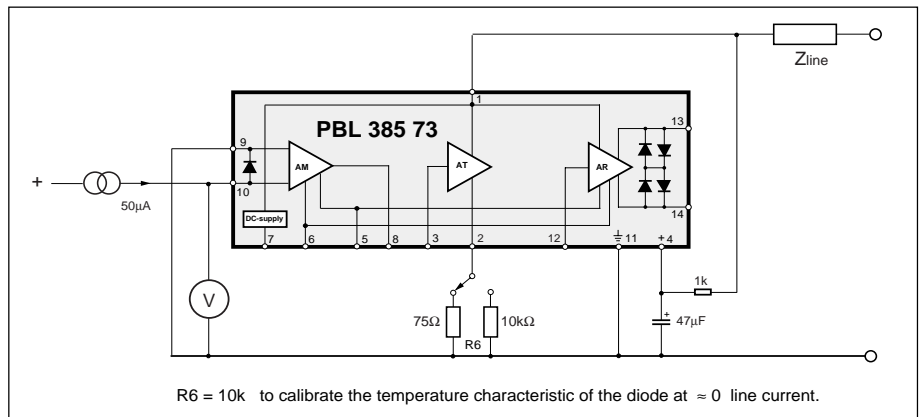 Zline
1
PBL 385 73
13
9
AM
AT
AR
+
10
50µA
14
DC-supply
7
6
5
8
3
2
12
⏚ 11
+ 4
1k
V
75Ω
10kΩ
+
47µF
R6
R6 = 10k to calibrate the temperature characteristic of the diode at ≈ 0 line current.